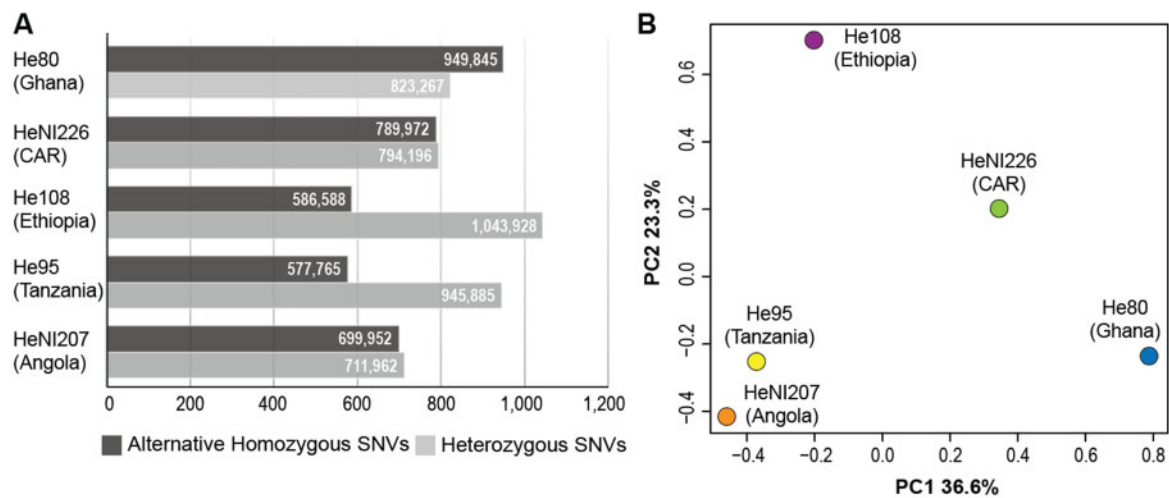 A
He80
(Ghana)
949,845
823,267
HeNI226
(CAR)
789,972
794,196
He108
(Ethiopia)
586,588
1,043,928
He95
(Tanzania)
577,765
945,885
HeNI207
(Angola)
699,952
711,962
0 200 400 600 800 1,000 1,200
Alternative Homozygous SNVs Heterozygous SNVs
B
He108
(Ethiopia)
HeNI226
(CAR)
He80
(Ghana)
He95
(Tanzania)
HeNI207
(Angola)
PC2 23.3%
0.6
0.4
0.2
0.0
−0.2
−0.4
−0.4 −0.2 0.0 0.2 0.4 0.6 0.8
PC1 36.6%